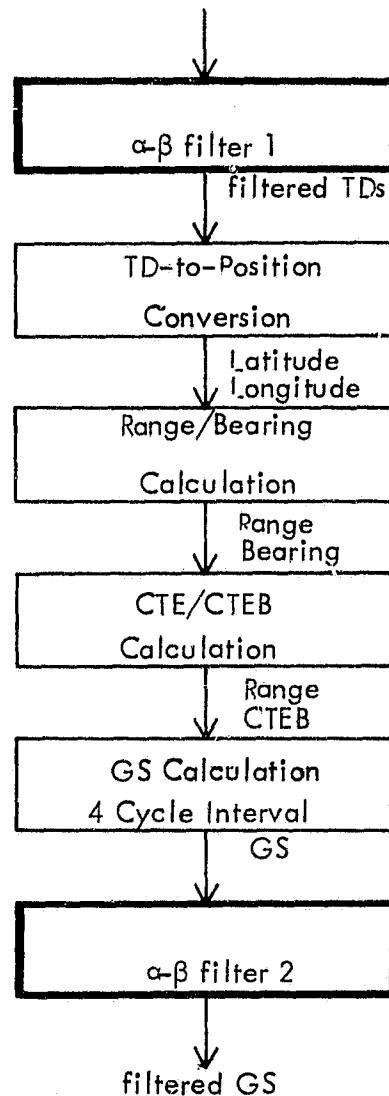 α-β filter 1
filtered TDs
TD-to-Position
Conversion
Latitude
Longitude
Range/Bearing
Calculation
Range
Bearing
CTE/CTEB
Calculation
Range
CTEB
GS Calculation
4 Cycle Interval
GS
α-β filter 2
filtered GS